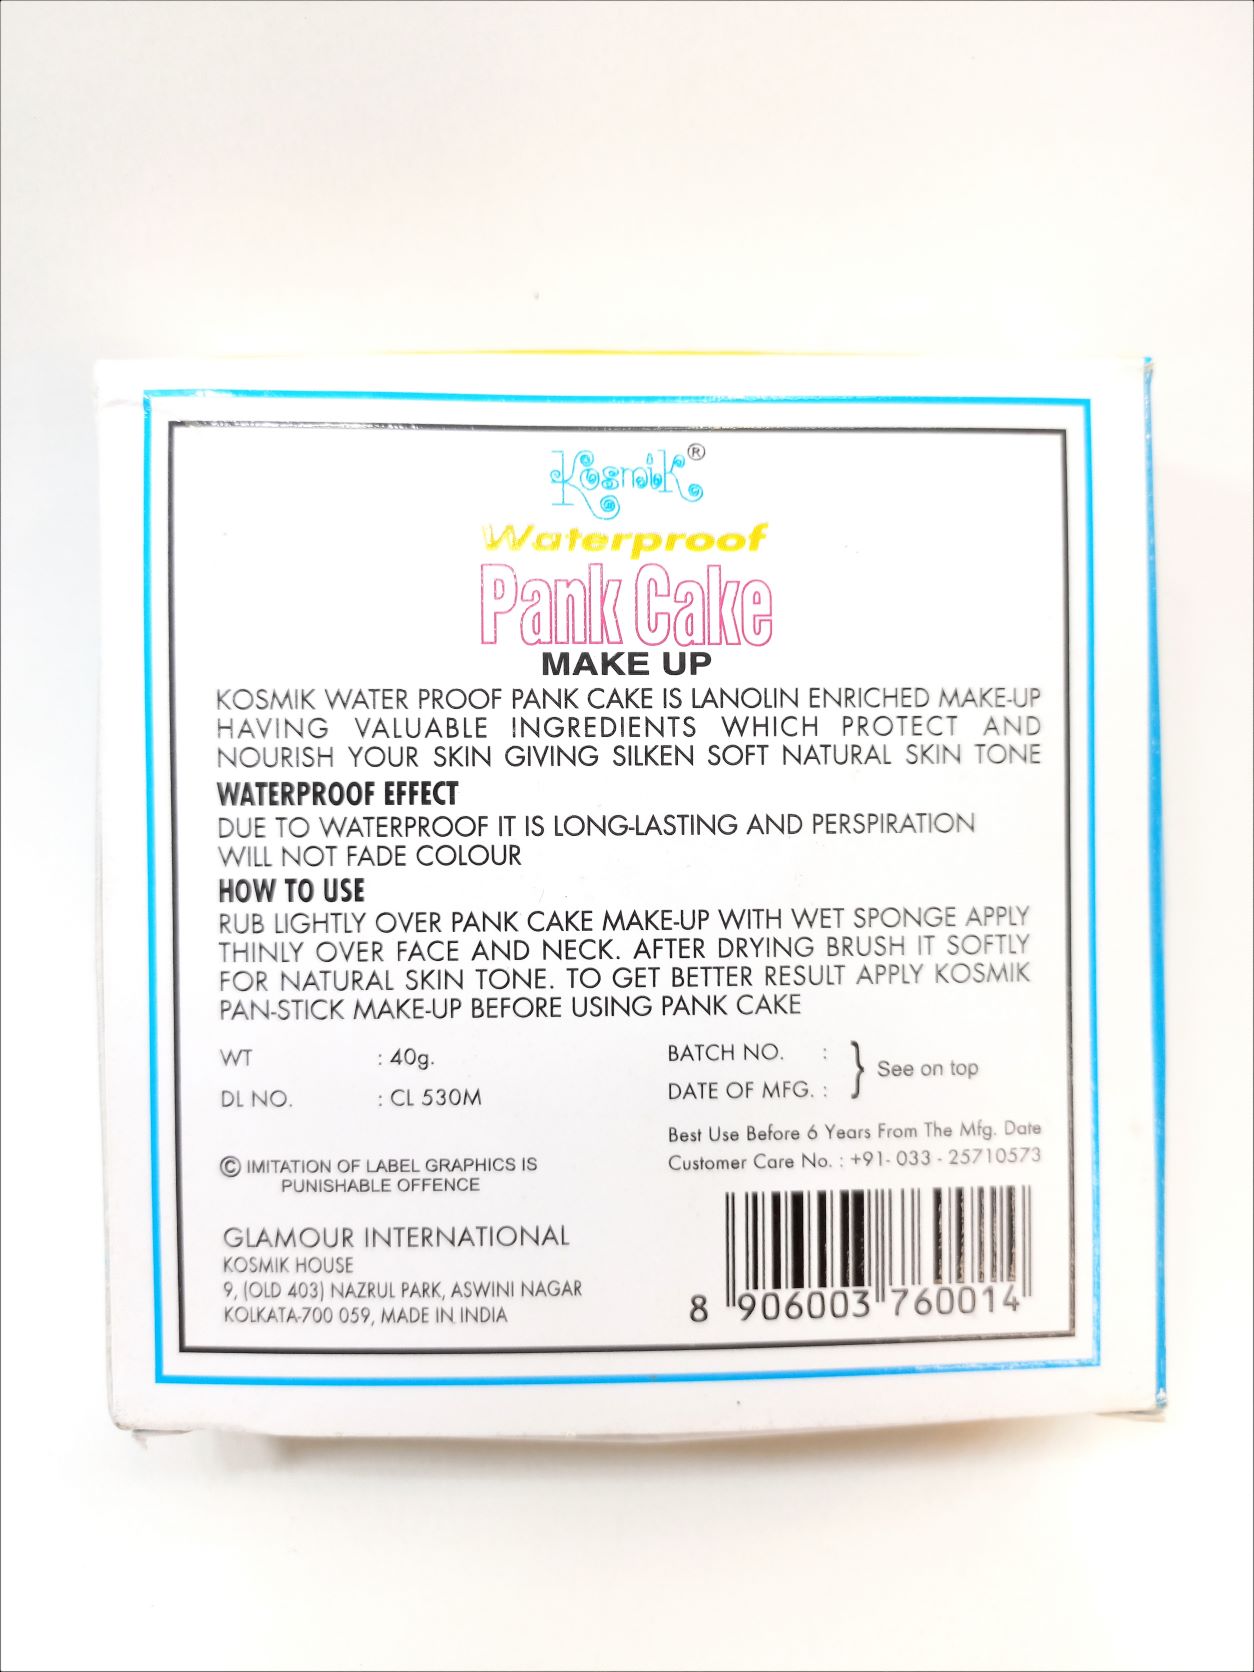 Kosmik®
Waterproof
Pank Cake
MAKE UP
KOSMIK WATER PROOF PANK CAKE IS LANOLIN ENRICHED MAKE-UP
HAVING VALUABLE INGREDIENTS WHICH PROTECT AND
NOURISH YOUR SKIN GIVING SILKEN SOFT NATURAL SKIN TONE
WATERPROOF EFFECT
DUE TO WATERPROOF IT IS LONG-LASTING AND PERSPIRATION
WILL NOT FADE COLOUR
HOW TO USE
RUB LIGHTLY OVER PANK CAKE MAKE-UP WITH WET SPONGE APPLY
THINLY OVER FACE AND NECK. AFTER DRYING BRUSH IT SOFTLY
FOR NATURAL SKIN TONE. TO GET BETTER RESULT APPLY KOSMIK
PAN-STICK MAKE-UP BEFORE USING PANK CAKE
WT : 40g.
DL NO. : CL 530M
© IMITATION OF LABEL GRAPHICS IS
PUNISHABLE OFFENCE
GLAMOUR INTERNATIONAL
KOSMIK HOUSE
9, (OLD 403) NAZRUL PARK, ASWINI NAGAR
KOLKATA-700 059, MADE IN INDIA
BATCH NO. :
DATE OF MFG. :
} See on top
Best Use Before 6 Years From The Mfg. Date
Customer Care No. : +91- 033 - 25710573
8 906003 760014